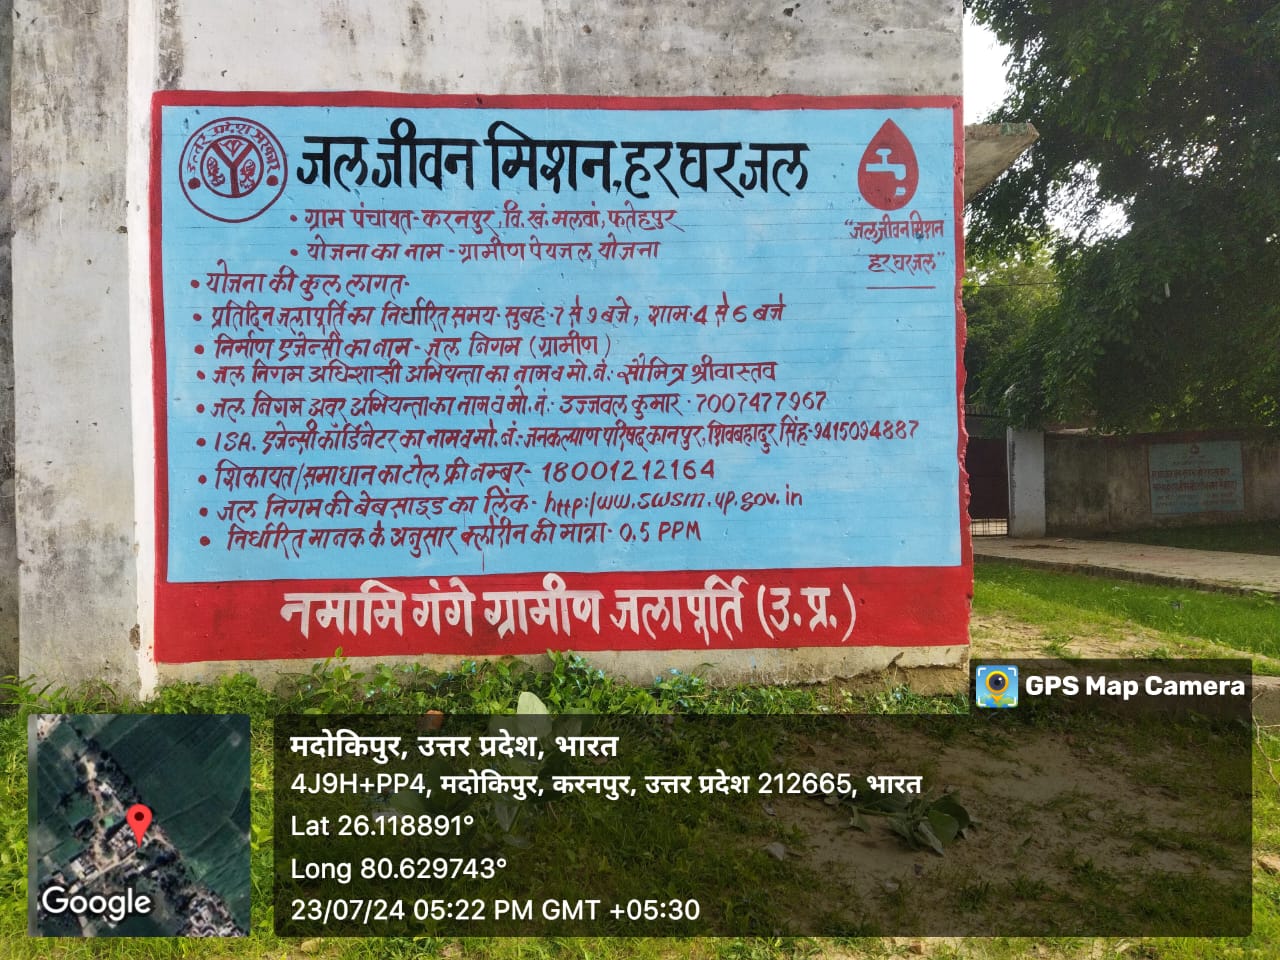 उत्तर प्रदेश सरकार
जल जीवन मिशन, हर घर जल
• ग्राम पंचायत- करनपुर, वि.खं. मलवां, फतेहपुर
• योजना का नाम - ग्रामीण पेयजल योजना
"जल जीवन मिशन
हर घर जल"
• योजना की कुल लागत-
• प्रतिदिन जलापूर्ति का निर्धारित समय- सुबह-7 से 9 बजे, शाम-4 से 6 बजे
• निर्माण एजेन्सी का नाम - जल निगम (ग्रामीण)
• जल निगम अधिशासी अभियन्ता का नाम व मो. नं.: सौमित्र श्रीवास्तव
• जल निगम अवर अभियन्ता का नाम व मो. नं.- उज्जवल कुमार - 7007477967
• ISA. एजेन्सी कॉर्डिनेटर का नाम व मो. नं.- जनकल्याण परिषद कानपुर, शिवबहादुर सिंह-9415094887
• शिकायत/समाधान का टोल फ्री नम्बर- 18001212164
• जल निगम की बेबसाइड का लिंक- http:/ww.swsm.up.gov.in
• निर्धारित मानक के अनुसार क्लोरीन की मात्रा- 0.5 PPM
नमामि गंगे ग्रामीण जलापूर्ति (उ.प्र.)
GPS Map Camera
मदोकिपुर, उत्तर प्रदेश, भारत
4J9H+PP4, मदोकिपुर, करनपुर, उत्तर प्रदेश 212665, भारत
Lat 26.118891°
Long 80.629743°
23/07/24 05:22 PM GMT +05:30
Google